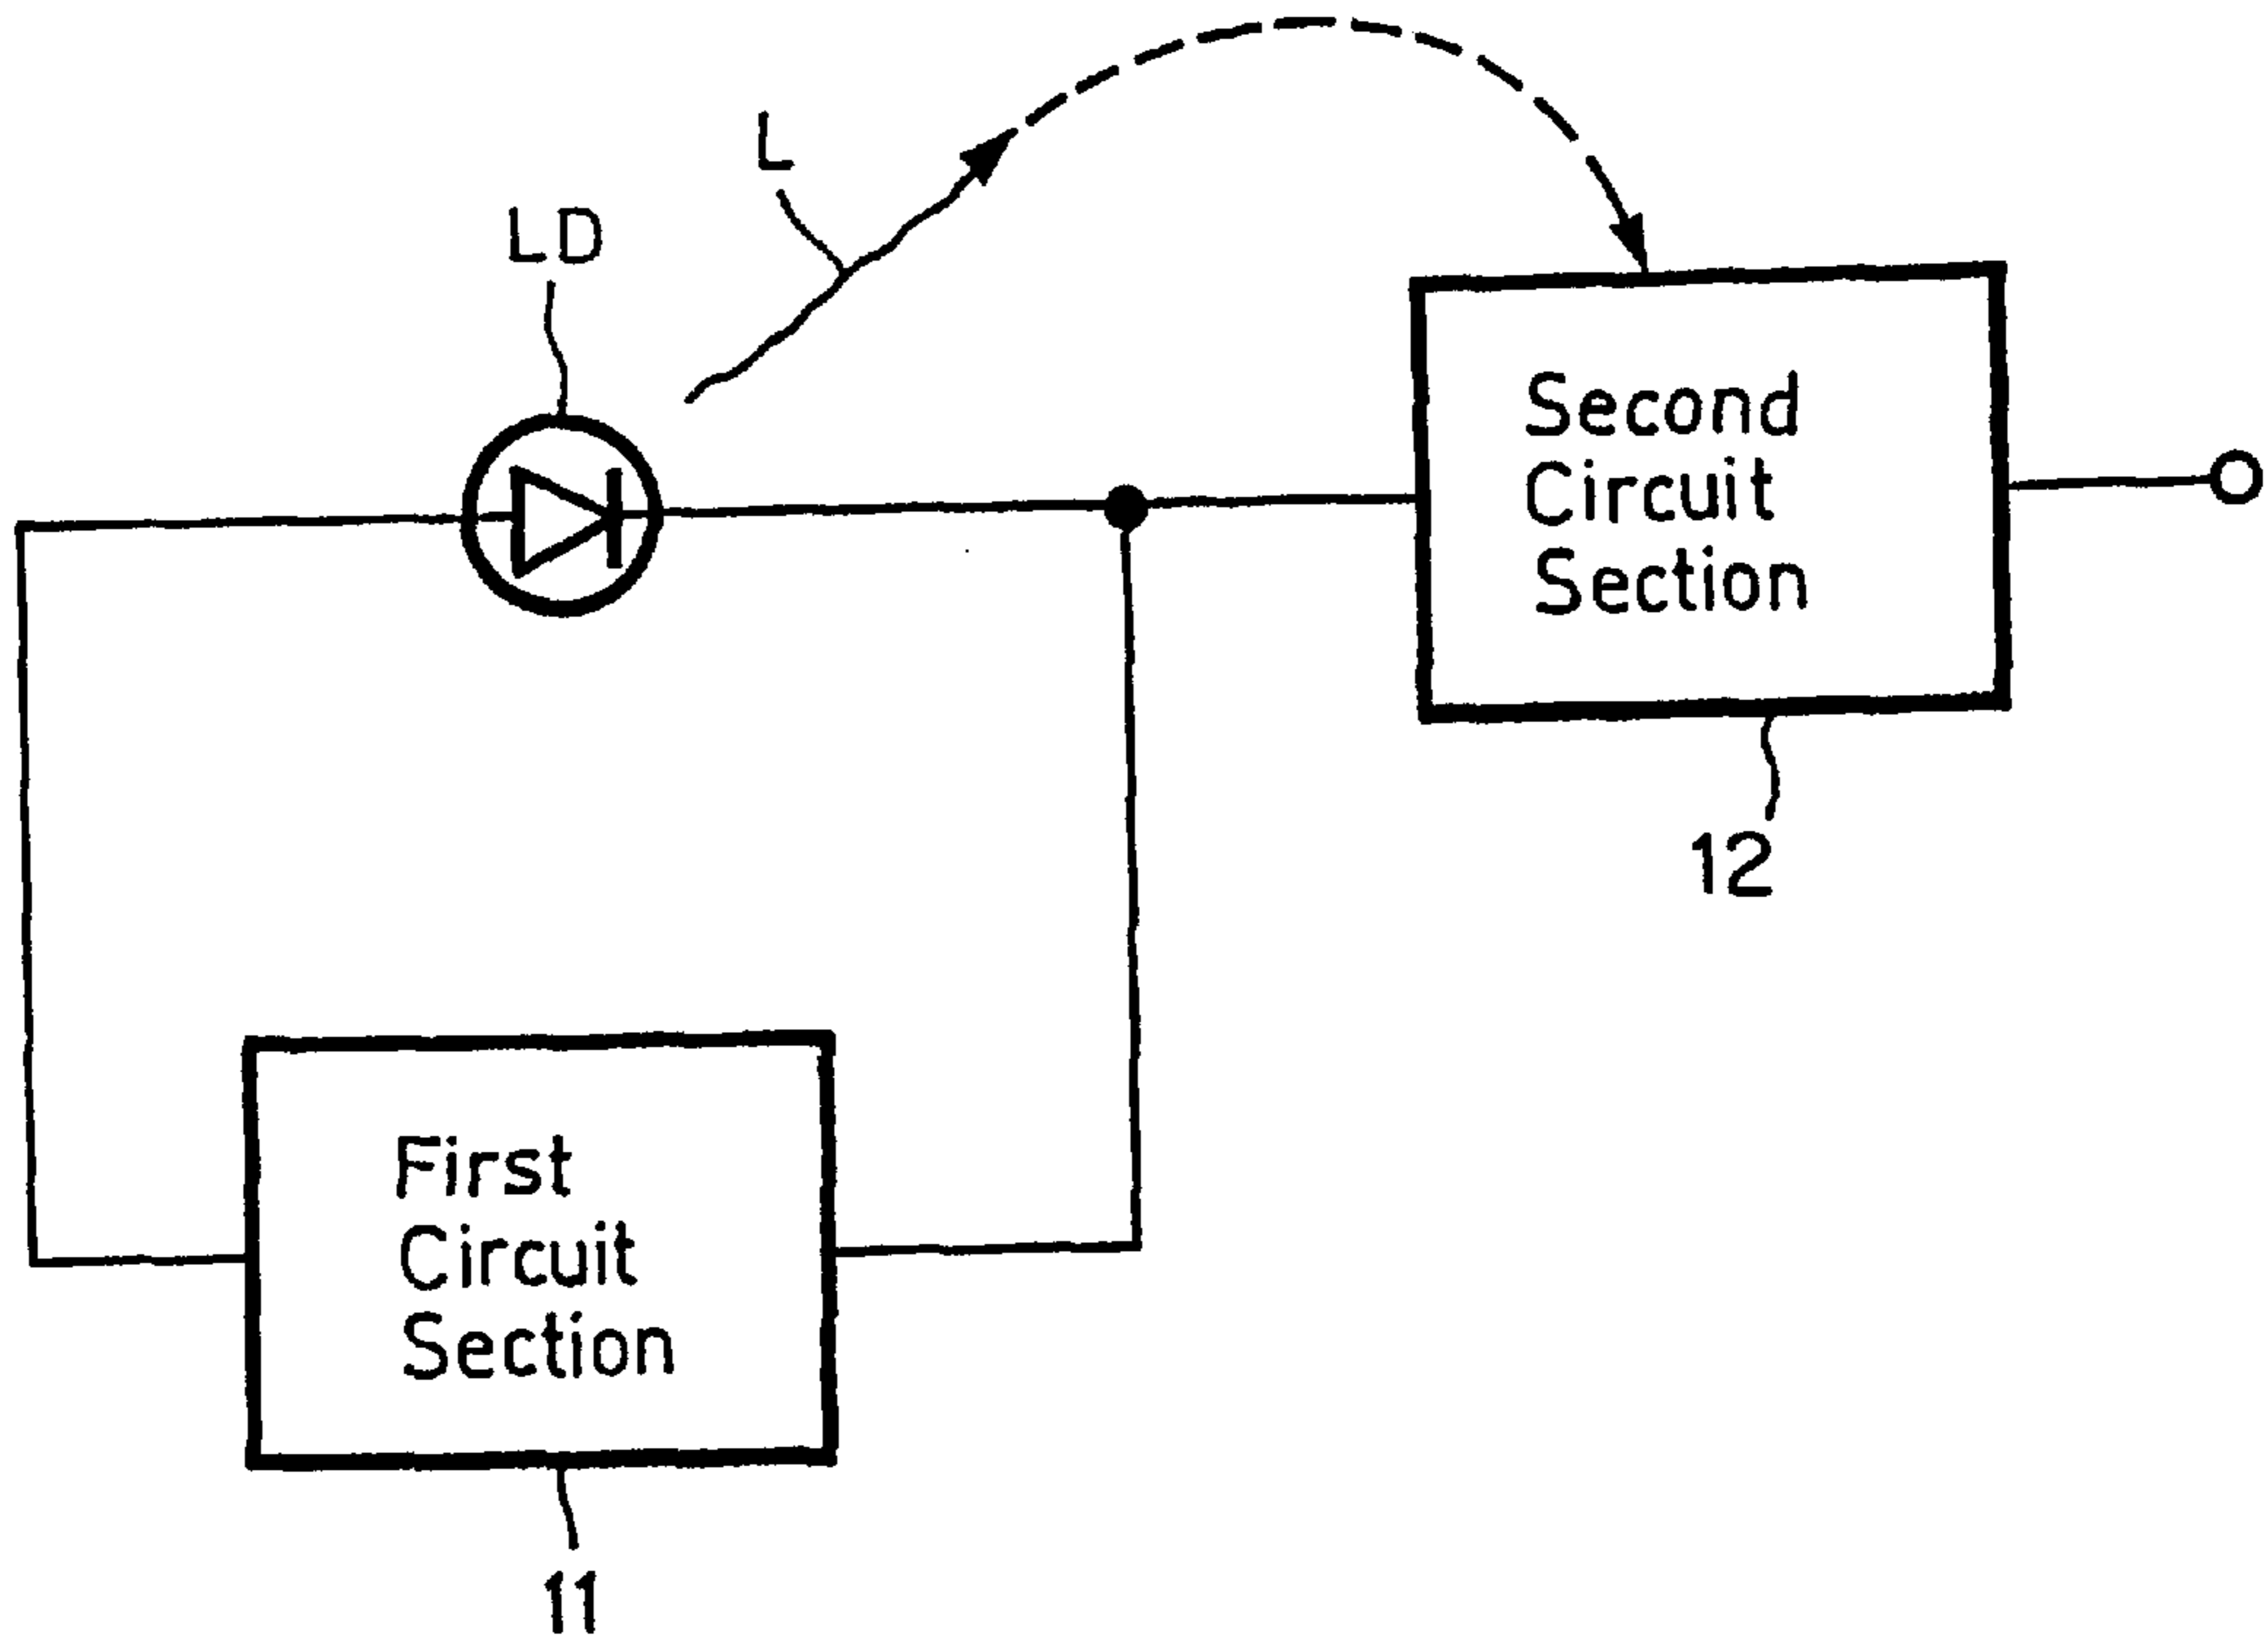 L
LD
Second
Circuit
Section
12
First
Circuit
Section
11